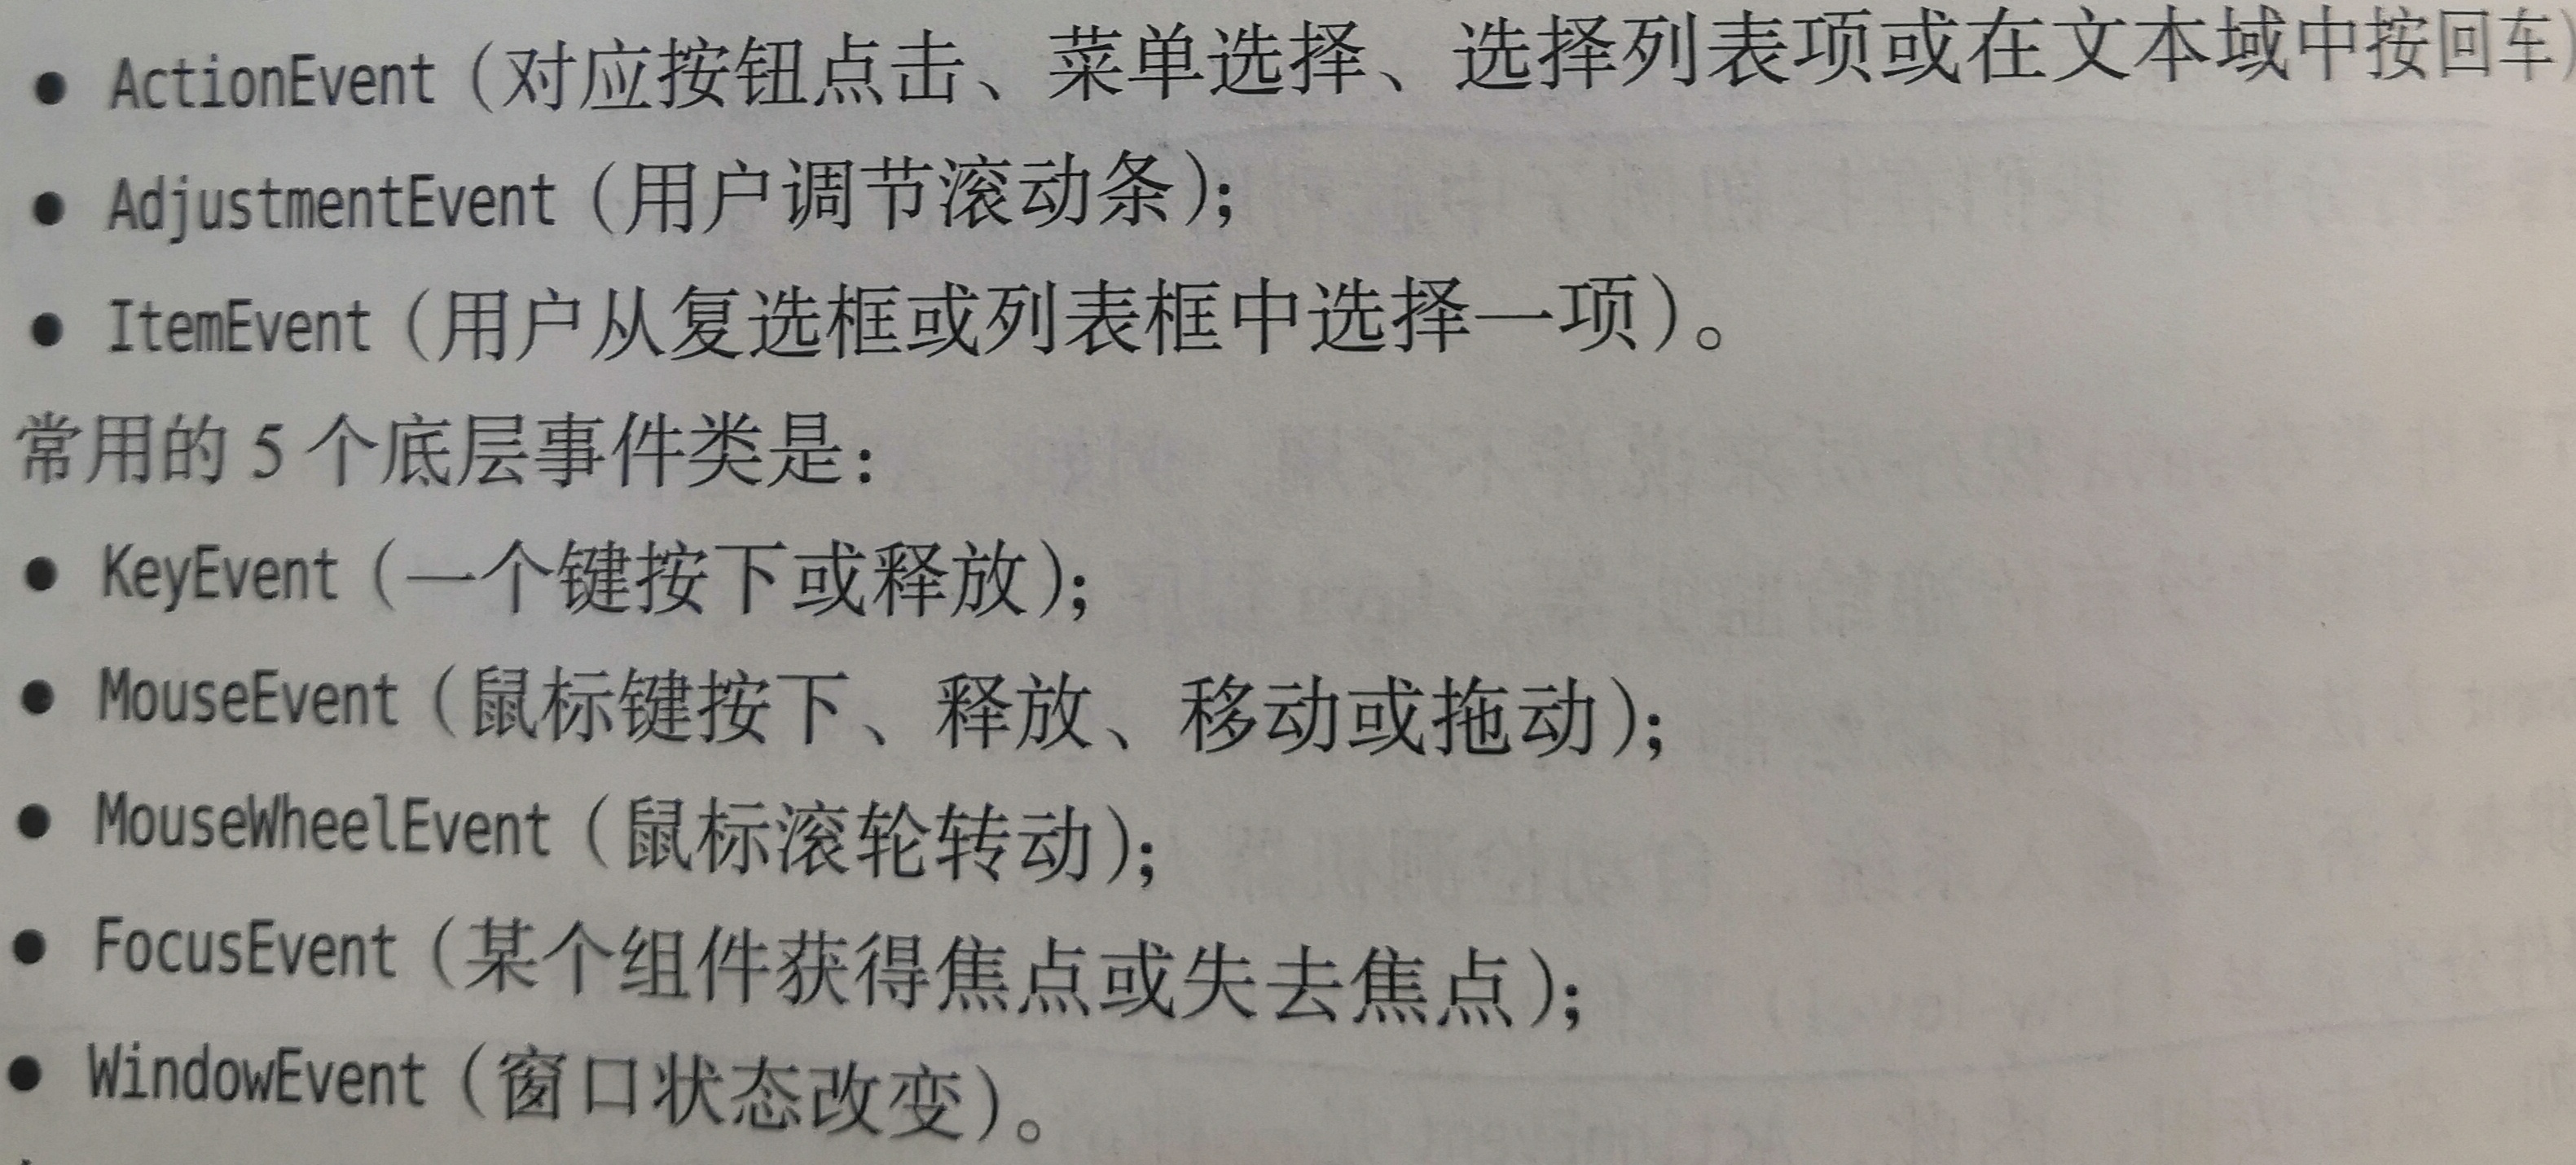 ● ActionEvent（对应按钮点击、菜单选择、选择列表项或在文本域中按回车）
● AdjustmentEvent（用户调节滚动条）；
● ItemEvent（用户从复选框或列表框中选择一项）。
常用的 5 个底层事件类是：
● KeyEvent（一个键按下或释放）；
● MouseEvent（鼠标键按下、释放、移动或拖动）；
● MouseWheelEvent（鼠标滚轮转动）；
● FocusEvent（某个组件获得焦点或失去焦点）；
● WindowEvent（窗口状态改变）。